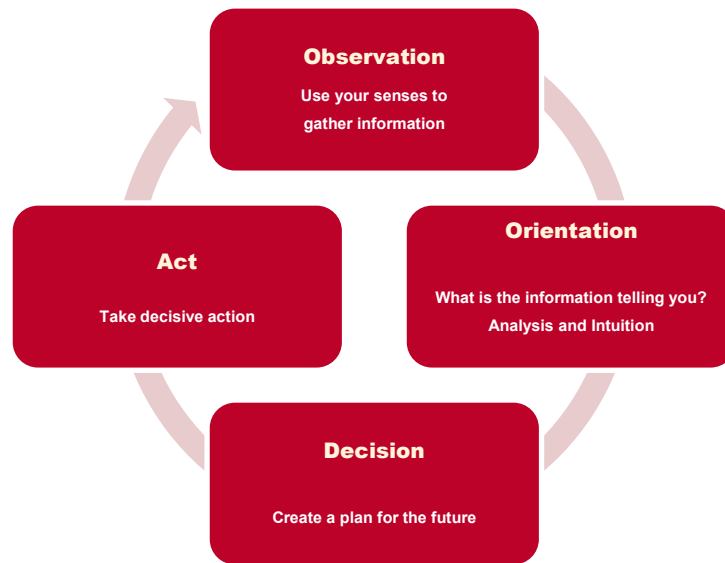 Observation
Use your senses to
gather information
Orientation
What is the information telling you?
Analysis and Intuition
Decision
Create a plan for the future
Act
Take decisive action